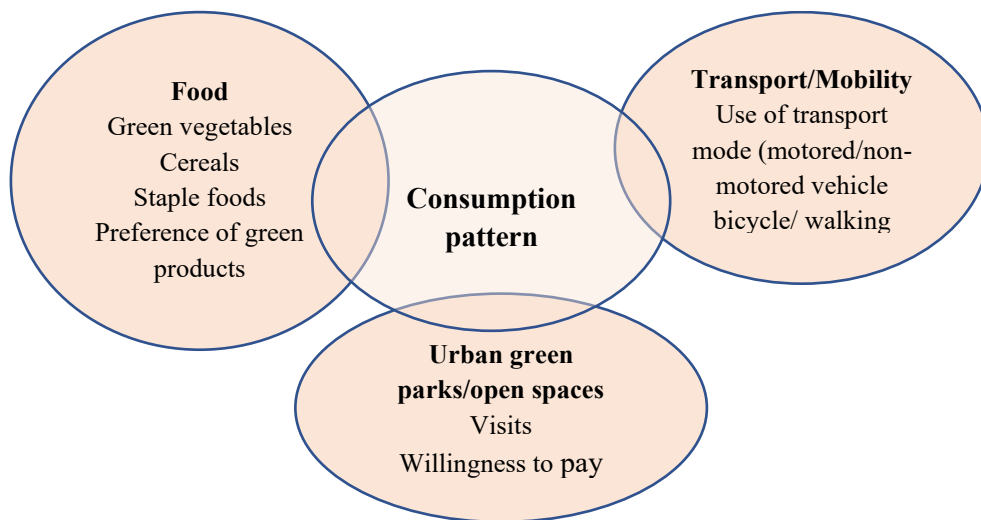 Food
Green vegetables
Cereals
Staple foods
Preference of green
products
Consumption
pattern
Transport/Mobility
Use of transport
mode (motored/non-
motored vehicle
bicycle/ walking
Urban green
parks/open spaces
Visits
Willingness to pay